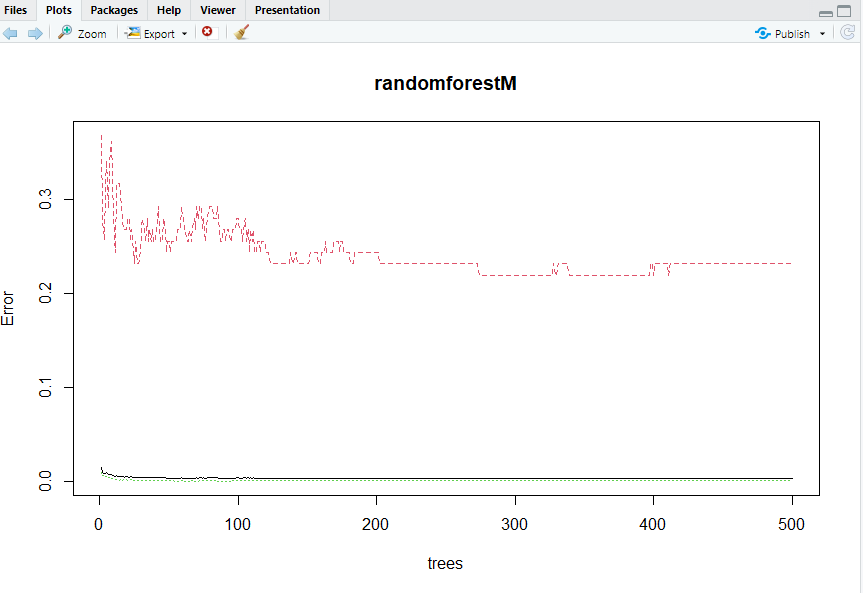 Files Plots Packages Help Viewer Presentation
Zoom Export Publish
randomforestM
Error
0.3
0.2
0.1
0.0
0 100 200 300 400 500
trees